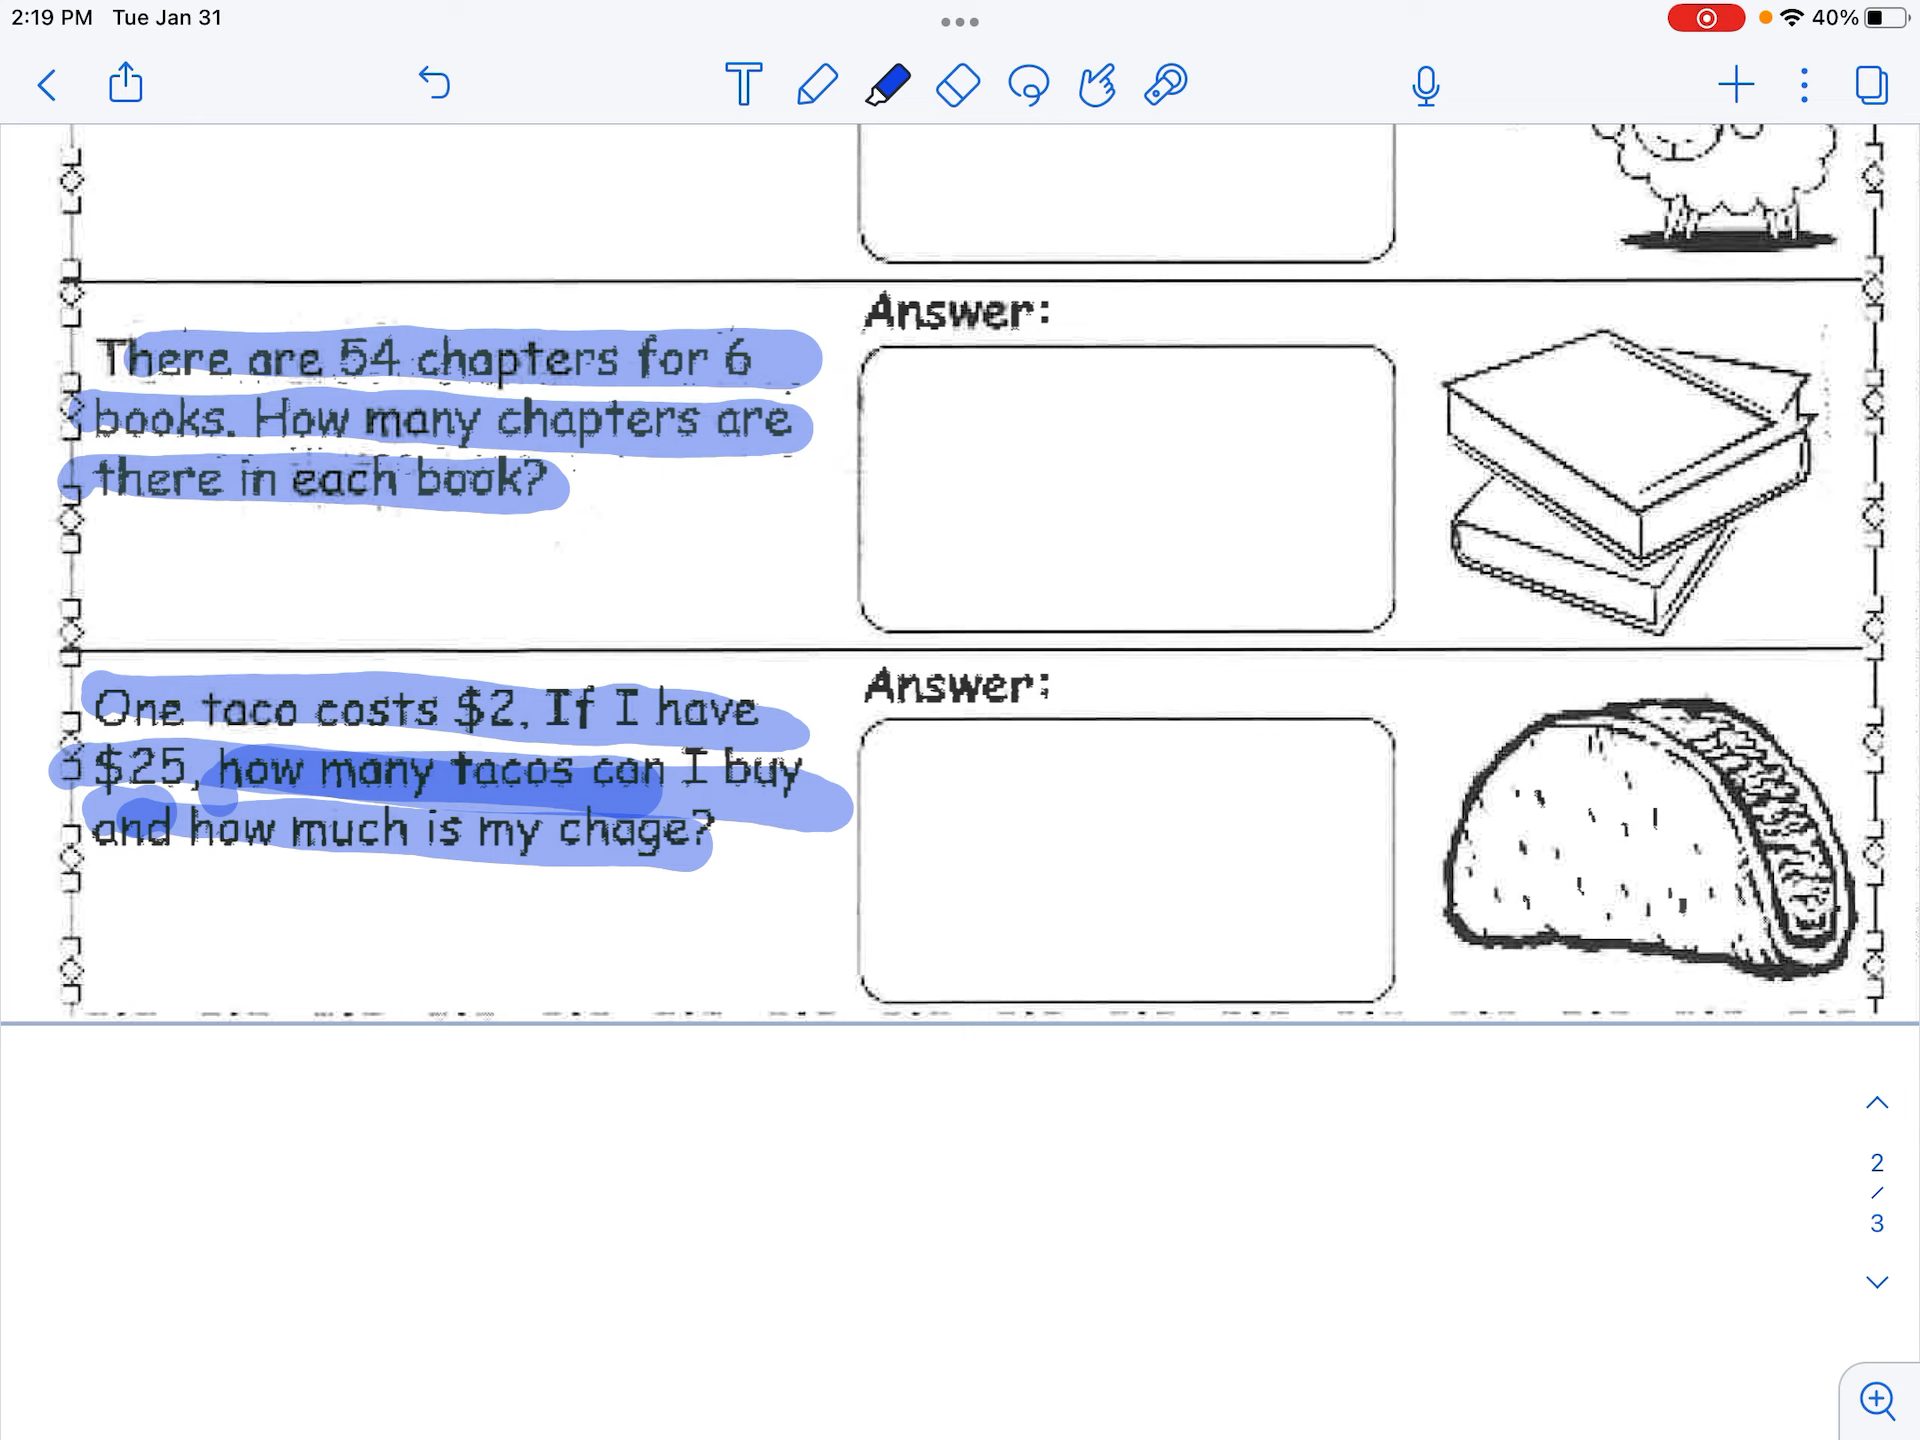 2:19 PM Tue Jan 31
40%
Answer:
There are 54 chapters for 6
books. How many chapters are
there in each book?
Answer:
One taco costs $2. If I have
$25, how many tacos can I buy
and how much is my chage?
2
/
3